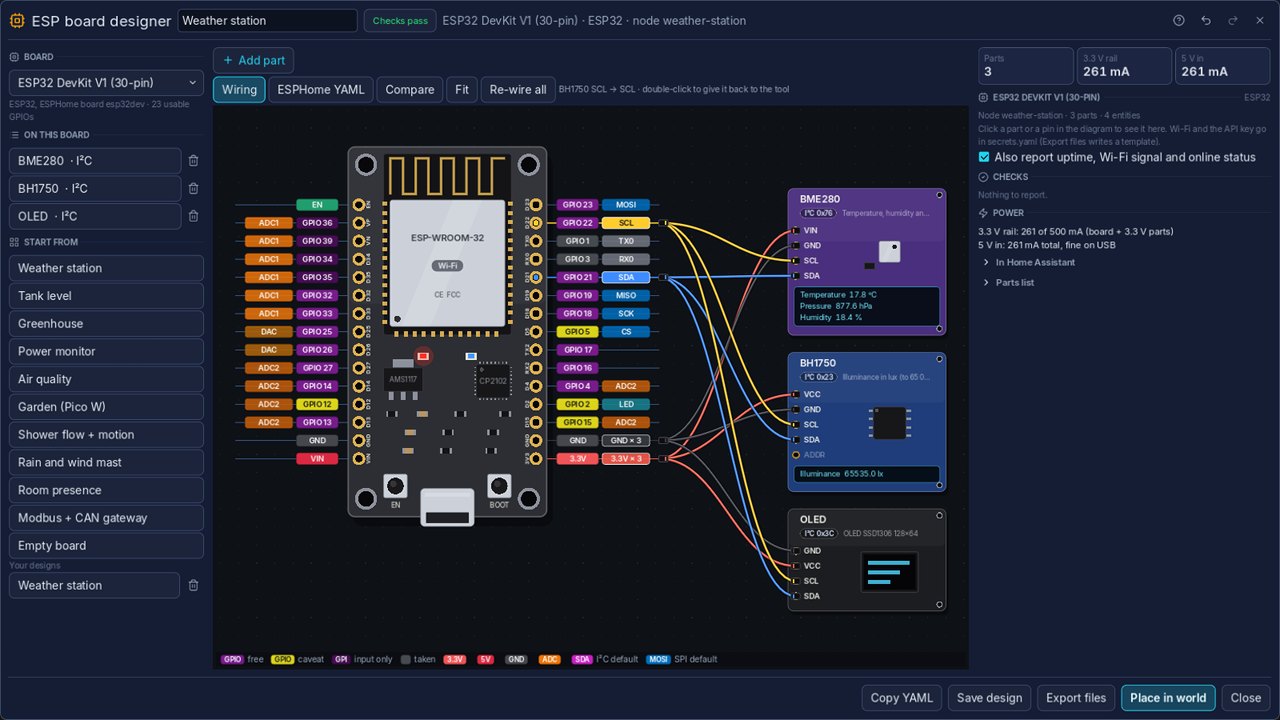 ESP board designer
Weather station
Checks pass
ESP32 DevKit V1 (30-pin) · ESP32 · node weather-station
BOARD
ESP32 DevKit V1 (30-pin)
ESP32, ESPHome board esp32dev · 23 usable
GPIOs
ON THIS BOARD
BME280 · I²C
BH1750 · I²C
OLED · I²C
START FROM
Weather station
Tank level
Greenhouse
Power monitor
Air quality
Garden (Pico W)
Shower flow + motion
Rain and wind mast
Room presence
Modbus + CAN gateway
Empty board
Your designs
Weather station
+ Add part
Wiring
ESPHome YAML
Compare
Fit
Re-wire all
BH1750 SCL → SCL · double-click to give it back to the tool
EN
ADC1 GPIO 36
ADC1 GPIO 39
ADC1 GPIO 34
ADC1 GPIO 35
ADC1 GPIO 32
ADC1 GPIO 33
DAC GPIO 25
DAC GPIO 26
ADC2 GPIO 27
ADC2 GPIO 14
ADC2 GPIO 12
ADC2 GPIO 13
GND
VIN
ESP-WROOM-32
Wi-Fi
CE FCC
AMS1117
CP2102
EN
BOOT
GPIO 23 MOSI
GPIO 22 SCL
GPIO 1 TX0
GPIO 3 RX0
GPIO 21 SDA
GPIO 19 MISO
GPIO 18 SCK
GPIO 5 CS
GPIO 17
GPIO 16
GPIO 4 ADC2
GPIO 2 LED
GPIO 15 ADC2
GND GND × 3
3.3V 3.3V × 3
BME280
I²C 0x76 Temperature, humidity an...
VIN
GND
SCL
SDA
Temperature 17.8 °C
Pressure 877.6 hPa
Humidity 18.4 %
BH1750
I²C 0x23 Illuminance in lux (to 65 0...
VCC
GND
SCL
SDA
ADDR
Illuminance 65535.0 lx
OLED
I²C 0x3C OLED SSD1306 128×64
GND
VCC
SCL
SDA
GPIO free
GPIO caveat
GPI input only
taken
3.3V
5V
GND
ADC
SDA I²C default
MOSI SPI default
Parts
3
3.3 V rail
261 mA
5 V in
261 mA
ESP32 DEVKIT V1 (30-PIN)
ESP32
Node weather-station · 3 parts · 4 entities
Click a part or a pin in the diagram to see it here. Wi-Fi and the API key go
in secrets.yaml (Export files writes a template).
Also report uptime, Wi-Fi signal and online status
CHECKS
Nothing to report.
POWER
3.3 V rail: 261 of 500 mA (board + 3.3 V parts)
5 V in: 261 mA total, fine on USB
In Home Assistant
Parts list
Copy YAML
Save design
Export files
Place in world
Close